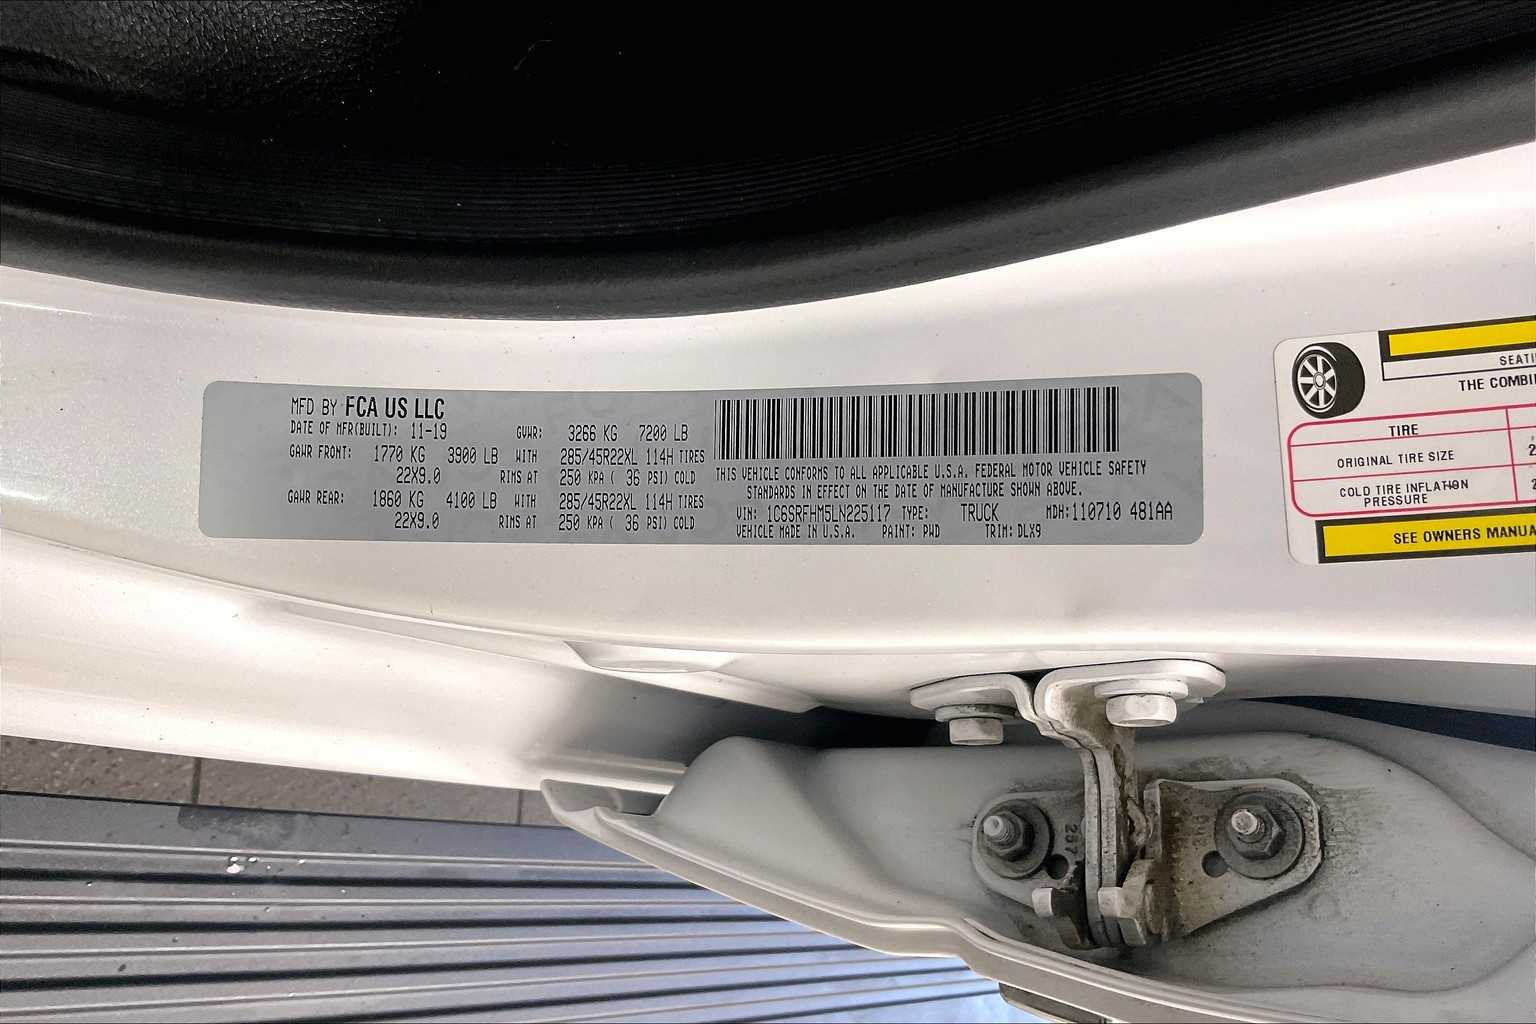 MFD BY FCA US LLC
DATE OF MFR(BUILT): 11-19 GVWR: 3266 KG 7200 LB
GAWR FRONT: 1770 KG 3900 LB WITH 285/45R22XL 114H TIRES
22X9.0 RIMS AT 250 KPA ( 36 PSI) COLD
GAWR REAR: 1860 KG 4100 LB WITH 285/45R22XL 114H TIRES
22X9.0 RIMS AT 250 KPA ( 36 PSI) COLD
THIS VEHICLE CONFORMS TO ALL APPLICABLE U.S.A. FEDERAL MOTOR VEHICLE SAFETY
STANDARDS IN EFFECT ON THE DATE OF MANUFACTURE SHOWN ABOVE.
VIN: 1C6SRFHM5LN225117 TYPE: TRUCK MDH:110710 481AA
VEHICLE MADE IN U.S.A. PAINT: PWD TRIM: DLX9
THE
TIRE
ORIGINAL TIRE SIZE
COLD TIRE INFLATION
PRESSURE
SEE OWNERS
287